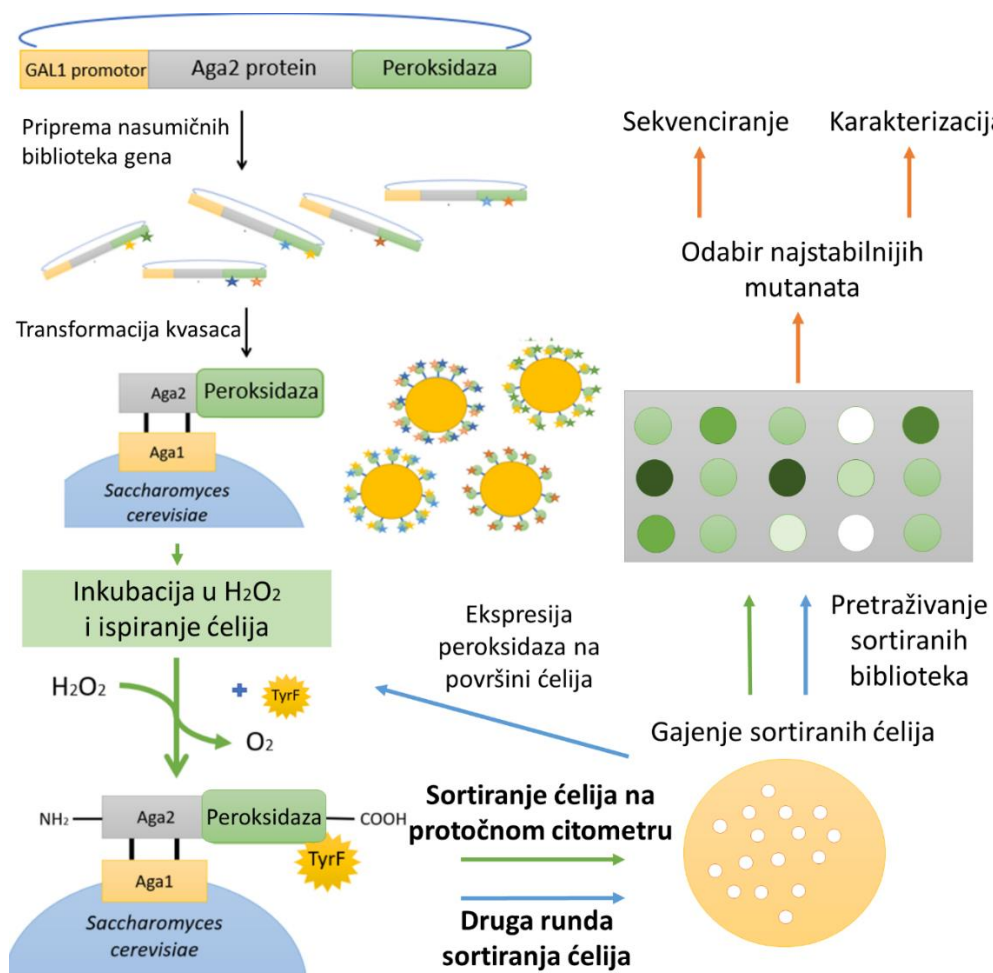 GAL1 promotor
Aga2 protein
Peroksidaza
Priprema nasumičnih
biblioteka gena
Transformacija kvasaca
Aga2
Peroksidaza
Aga1
Saccharomyces
cerevisiae
Inkubacija u H₂O₂
i ispiranje ćelija
H₂O₂
+
TyrF
O₂
NH₂
Aga2
Peroksidaza
COOH
TyrF
Aga1
Saccharomyces
cerevisiae
Ekspresija
peroksidaza na
površini ćelija
Sortiranje ćelija na
protočnom citometru
Druga runda
sortiranja ćelija
Gajenje sortiranih ćelija
Pretraživanje
sortiranih
biblioteka
Odabir najstabilnijih
mutanata
Sekvenciranje
Karakterizacija